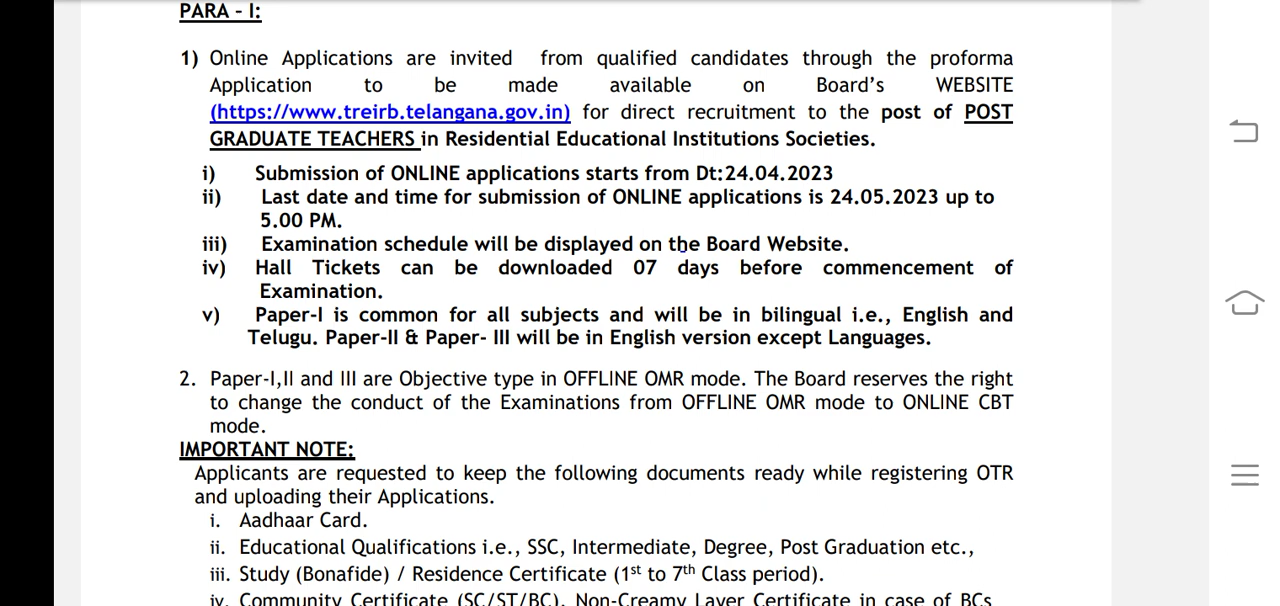 PARA – I:
1) Online Applications are invited from qualified candidates through the proforma
Application to be made available on Board’s WEBSITE
(https://www.treirb.telangana.gov.in) for direct recruitment to the post of POST
GRADUATE TEACHERS in Residential Educational Institutions Societies.
i) Submission of ONLINE applications starts from Dt:24.04.2023
ii) Last date and time for submission of ONLINE applications is 24.05.2023 up to
5.00 PM.
iii) Examination schedule will be displayed on the Board Website.
iv) Hall Tickets can be downloaded 07 days before commencement of
Examination.
v) Paper-I is common for all subjects and will be in bilingual i.e., English and
Telugu. Paper-II & Paper- III will be in English version except Languages.
2. Paper-I,II and III are Objective type in OFFLINE OMR mode. The Board reserves the right
to change the conduct of the Examinations from OFFLINE OMR mode to ONLINE CBT
mode.
IMPORTANT NOTE:
Applicants are requested to keep the following documents ready while registering OTR
and uploading their Applications.
i. Aadhaar Card.
ii. Educational Qualifications i.e., SSC, Intermediate, Degree, Post Graduation etc.,
iii. Study (Bonafide) / Residence Certificate (1st to 7th Class period).
iv. Community Certificate (SC/ST/BC), Non-Creamy Layer Certificate in case of BCs